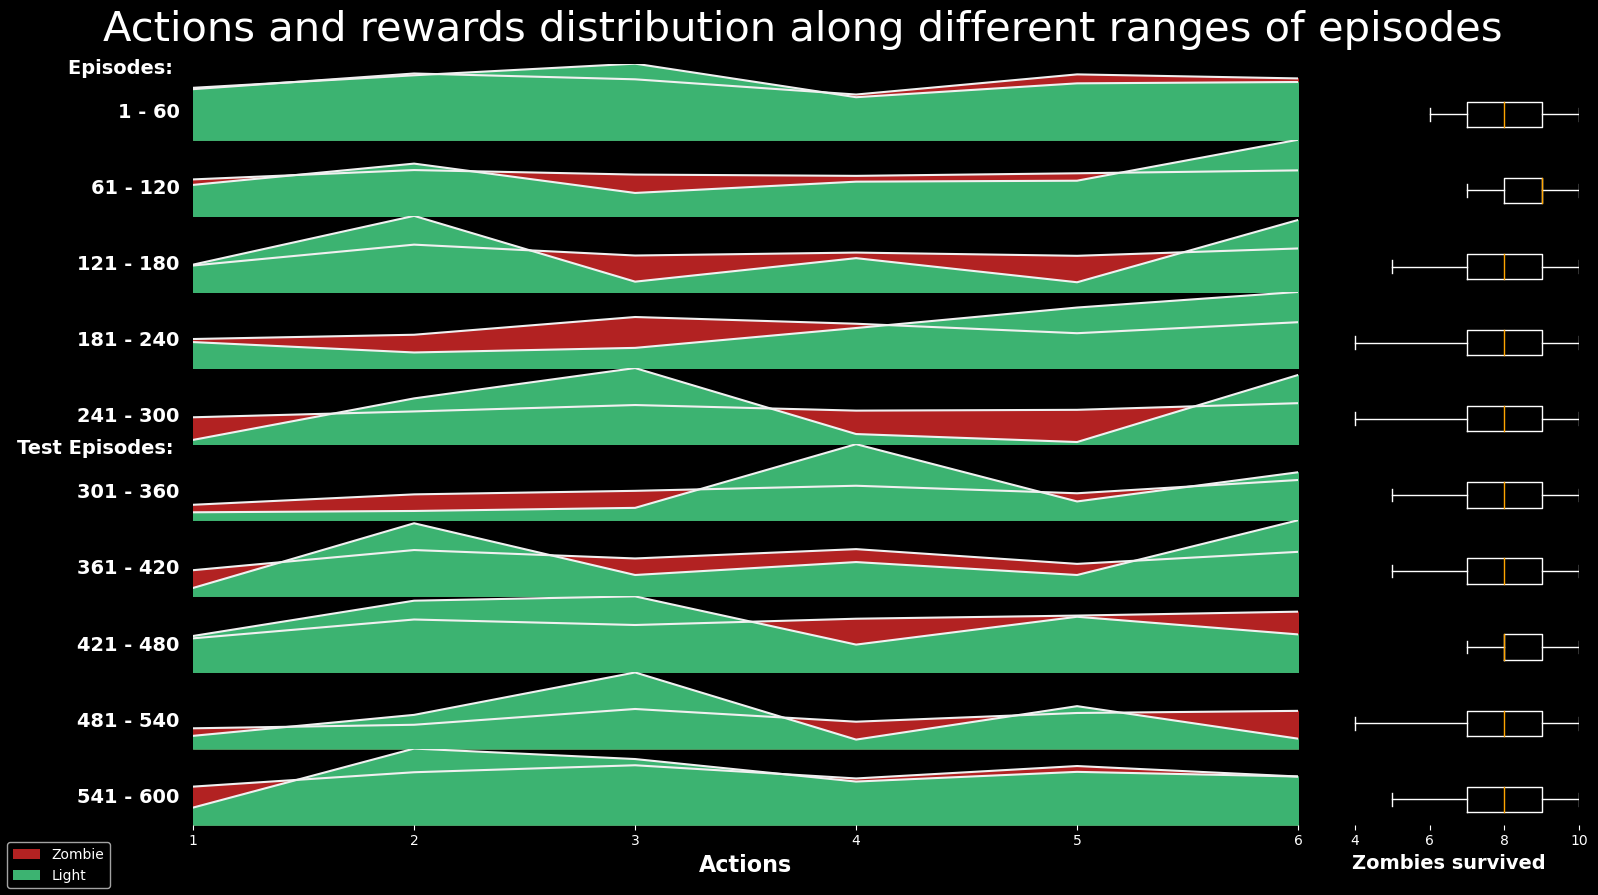 Actions and rewards distribution along different ranges of episodes
Episodes:
1 - 60
61 - 120
121 - 180
181 - 240
241 - 300
Test Episodes:
301 - 360
361 - 420
421 - 480
481 - 540
541 - 600
1 2 3 4 5 6
4 6 8 10
Actions
Zombies survived
Zombie
Light